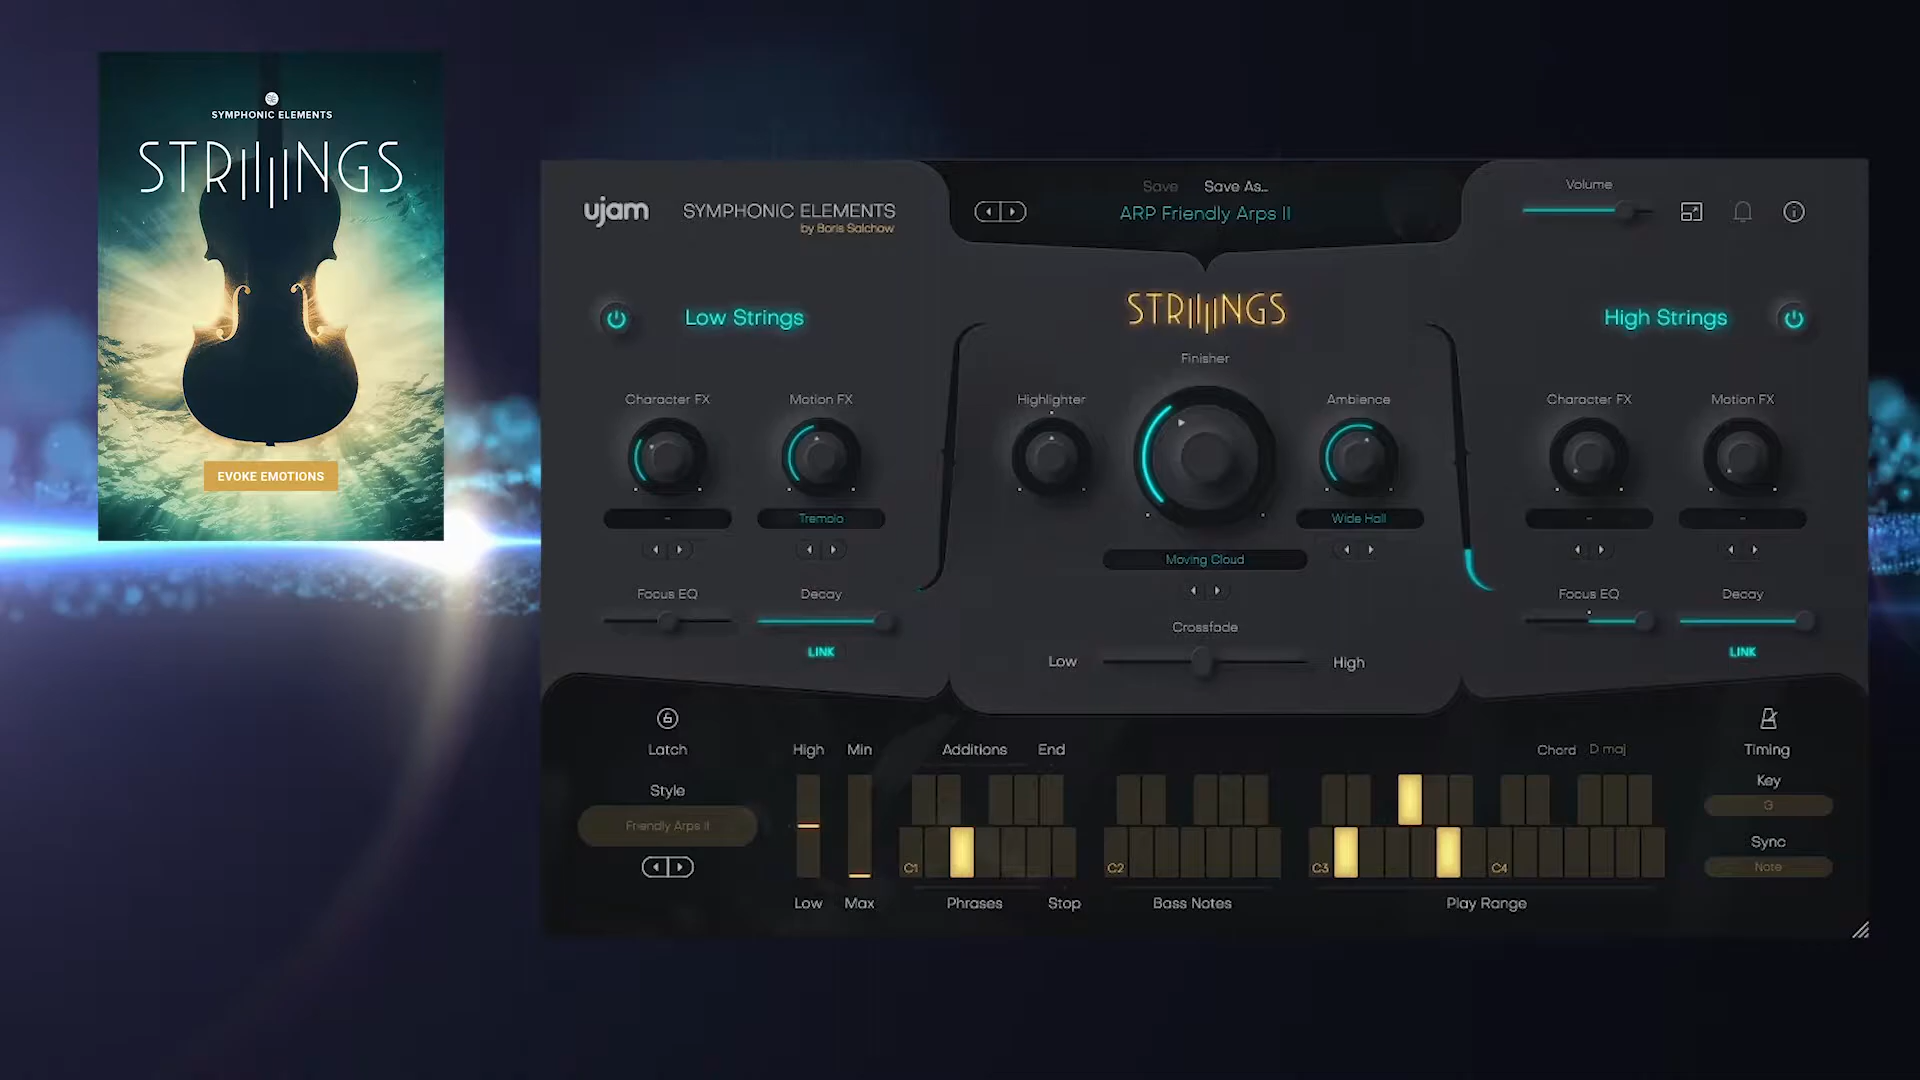 SYMPHONIC ELEMENTS
STRIIIINGS
EVOKE EMOTIONS
ujam
SYMPHONIC ELEMENTS
by Boris Salchow
Save Save As...
ARP Friendly Arps II
Volume
Low Strings
STRIIIINGS
High Strings
Finisher
Character FX
Motion FX
Highlighter
Ambience
Character FX
Motion FX
-
Tremolo
Wide Hall
-
-
Moving Cloud
Focus EQ
Decay
Focus EQ
Decay
LINK
Crossfade
LINK
Low
High
Latch
High
Min
Additions
End
Chord D maj
Timing
Style
Key
Friendly Arps II
G
Sync
C1
C2
C3
C4
Note
Low
Max
Phrases
Stop
Bass Notes
Play Range